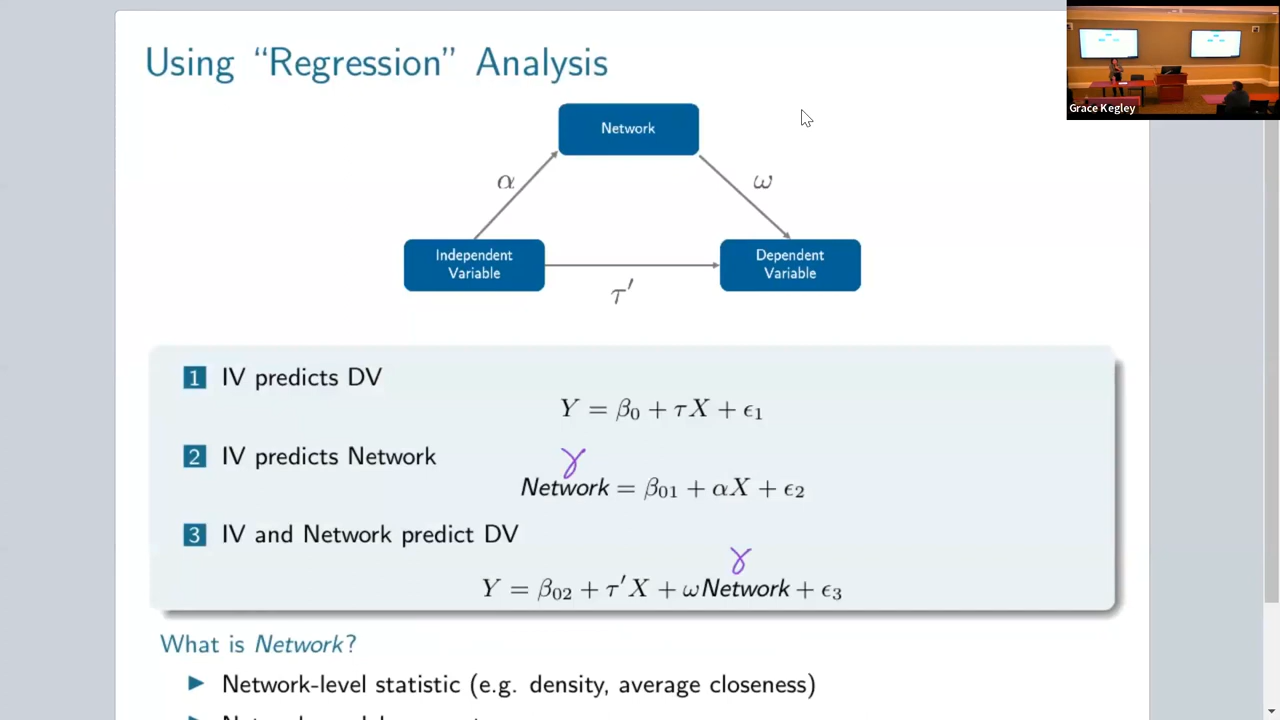 Using “Regression” Analysis
Grace Kegley
Network
α
ω
Independent
Variable
Dependent
Variable
τ′
1 IV predicts DV
Y = β₀ + τX + ϵ₁
2 IV predicts Network
γ
Network = β₀₁ + αX + ϵ₂
3 IV and Network predict DV
γ
Y = β₀₂ + τ′X + ωNetwork + ϵ₃
What is Network?
Network-level statistic (e.g. density, average closeness)